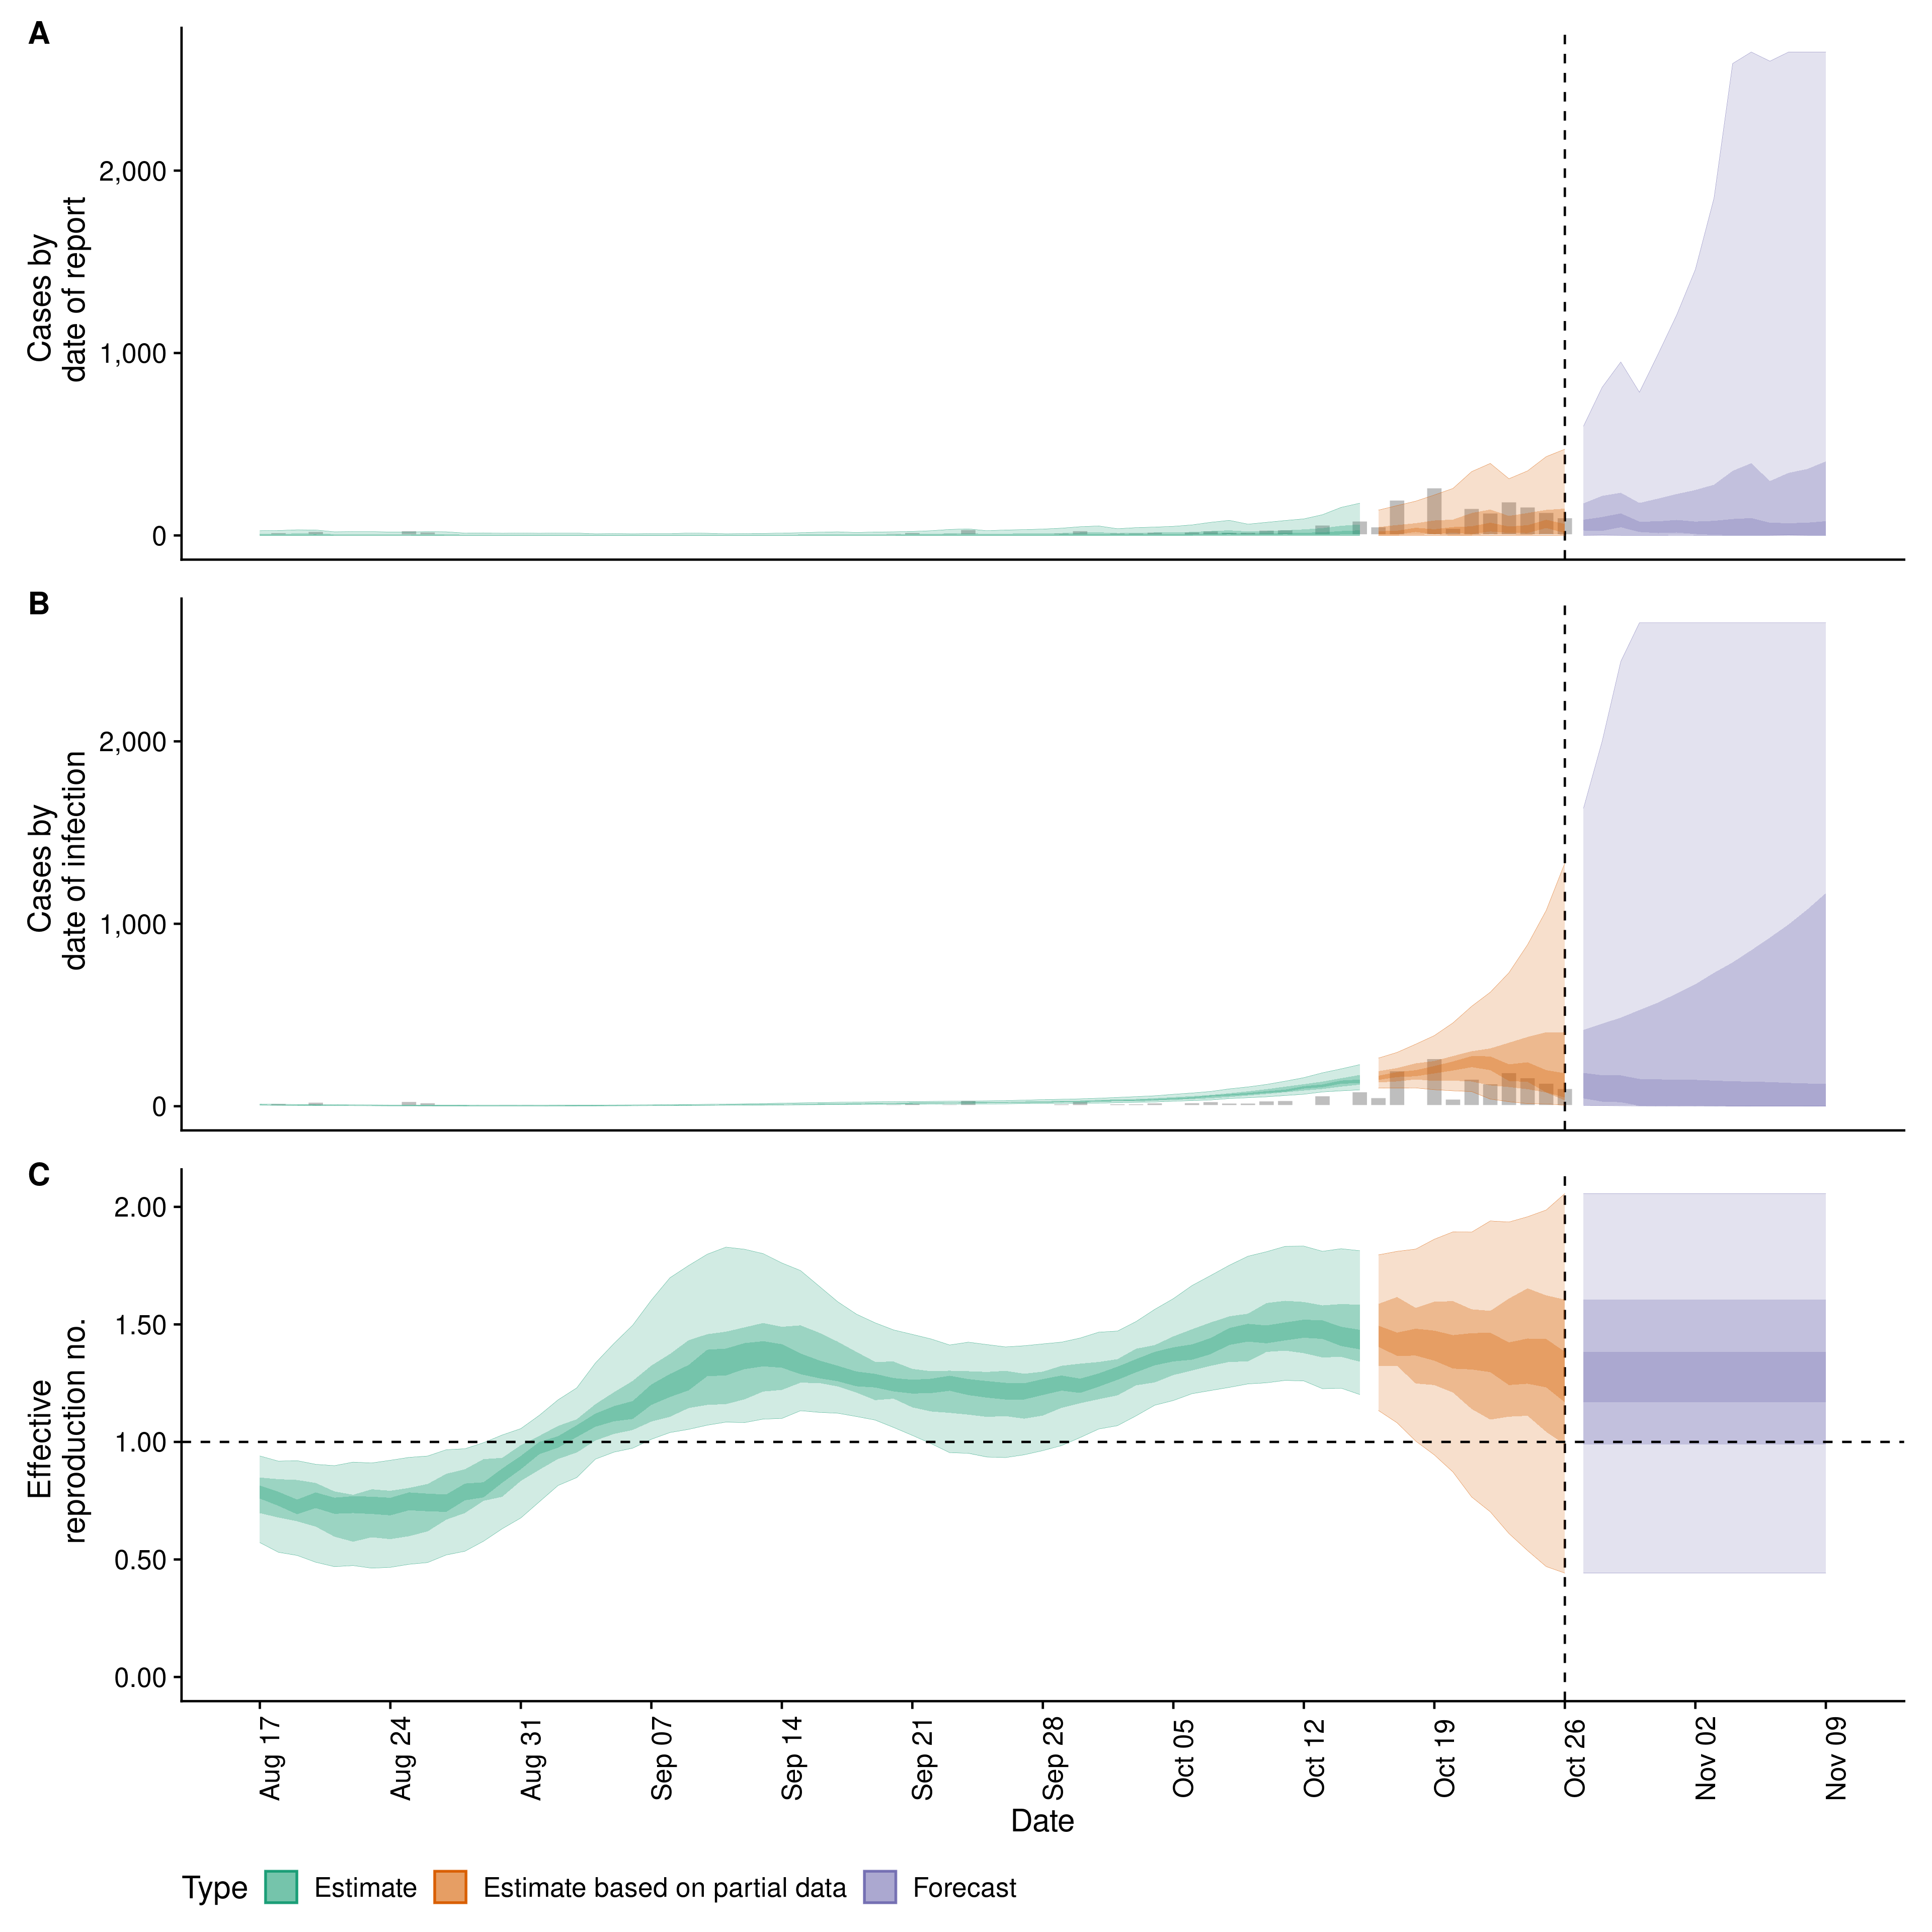 A
Cases by
date of report
2,000
1,000
0
B
Cases by
date of infection
2,000
1,000
0
C
Effective
reproduction no.
2.00
1.50
1.00
0.50
0.00
Aug 17
Aug 24
Aug 31
Sep 07
Sep 14
Sep 21
Sep 28
Oct 05
Oct 12
Oct 19
Oct 26
Nov 02
Nov 09
Date
Type Estimate Estimate based on partial data Forecast